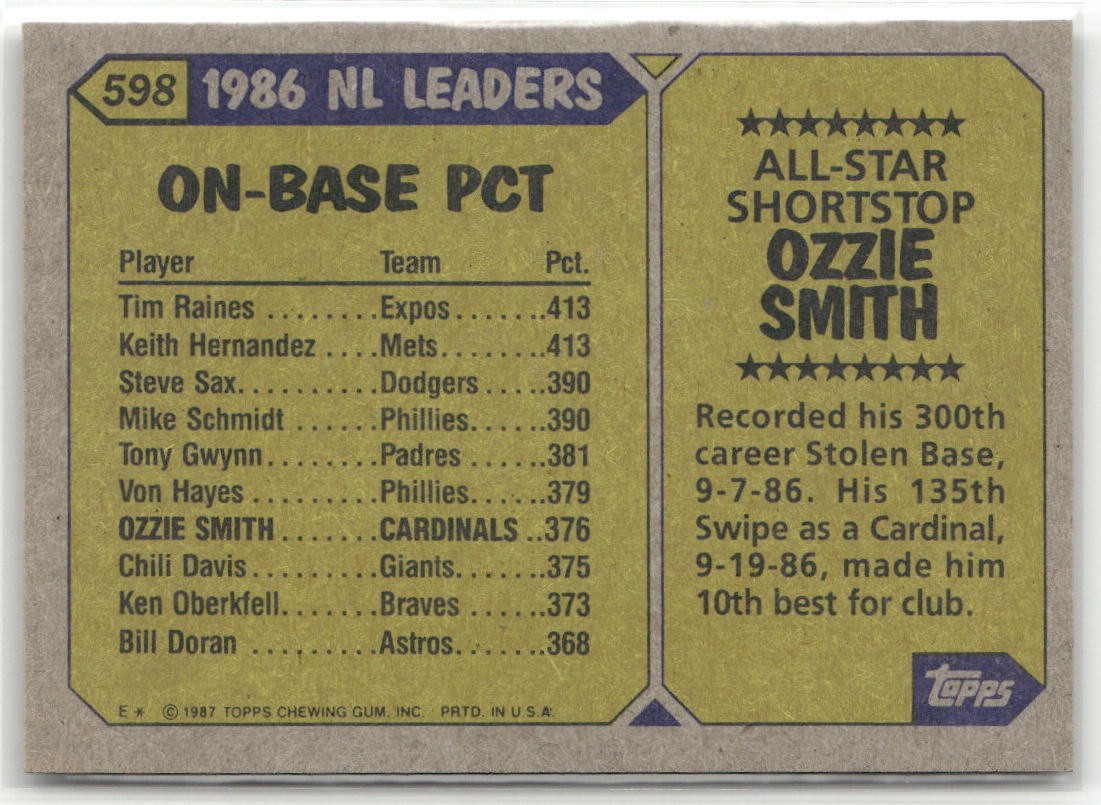 598 1986 NL LEADERS
ON-BASE PCT
Player Team Pct.
Tim Raines ........Expos.......413
Keith Hernandez ....Mets........413
Steve Sax..........Dodgers .....390
Mike Schmidt ......Phillies......390
Tony Gwynn........Padres ......381
Von Hayes .........Phillies......379
OZZIE SMITH .......CARDINALS ..376
Chili Davis.........Giants.......375
Ken Oberkfell.......Braves ......373
Bill Doran .........Astros.......368
E * © 1987 TOPPS CHEWING GUM, INC. PRTD. IN U.S.A.
ALL-STAR
SHORTSTOP
OZZIE
SMITH
Recorded his 300th
career Stolen Base,
9-7-86. His 135th
Swipe as a Cardinal,
9-19-86, made him
10th best for club.
topps